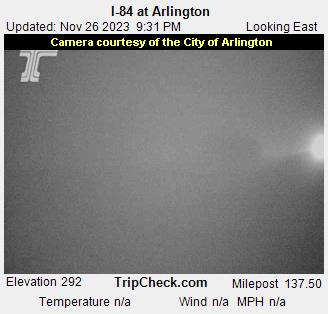 I-84 at Arlington
Updated: Nov 26 2023 9:31 PM Looking East
Camera courtesy of the City of Arlington
Elevation 292 TripCheck.com Milepost 137.50
Temperature n/a Wind n/a MPH n/a